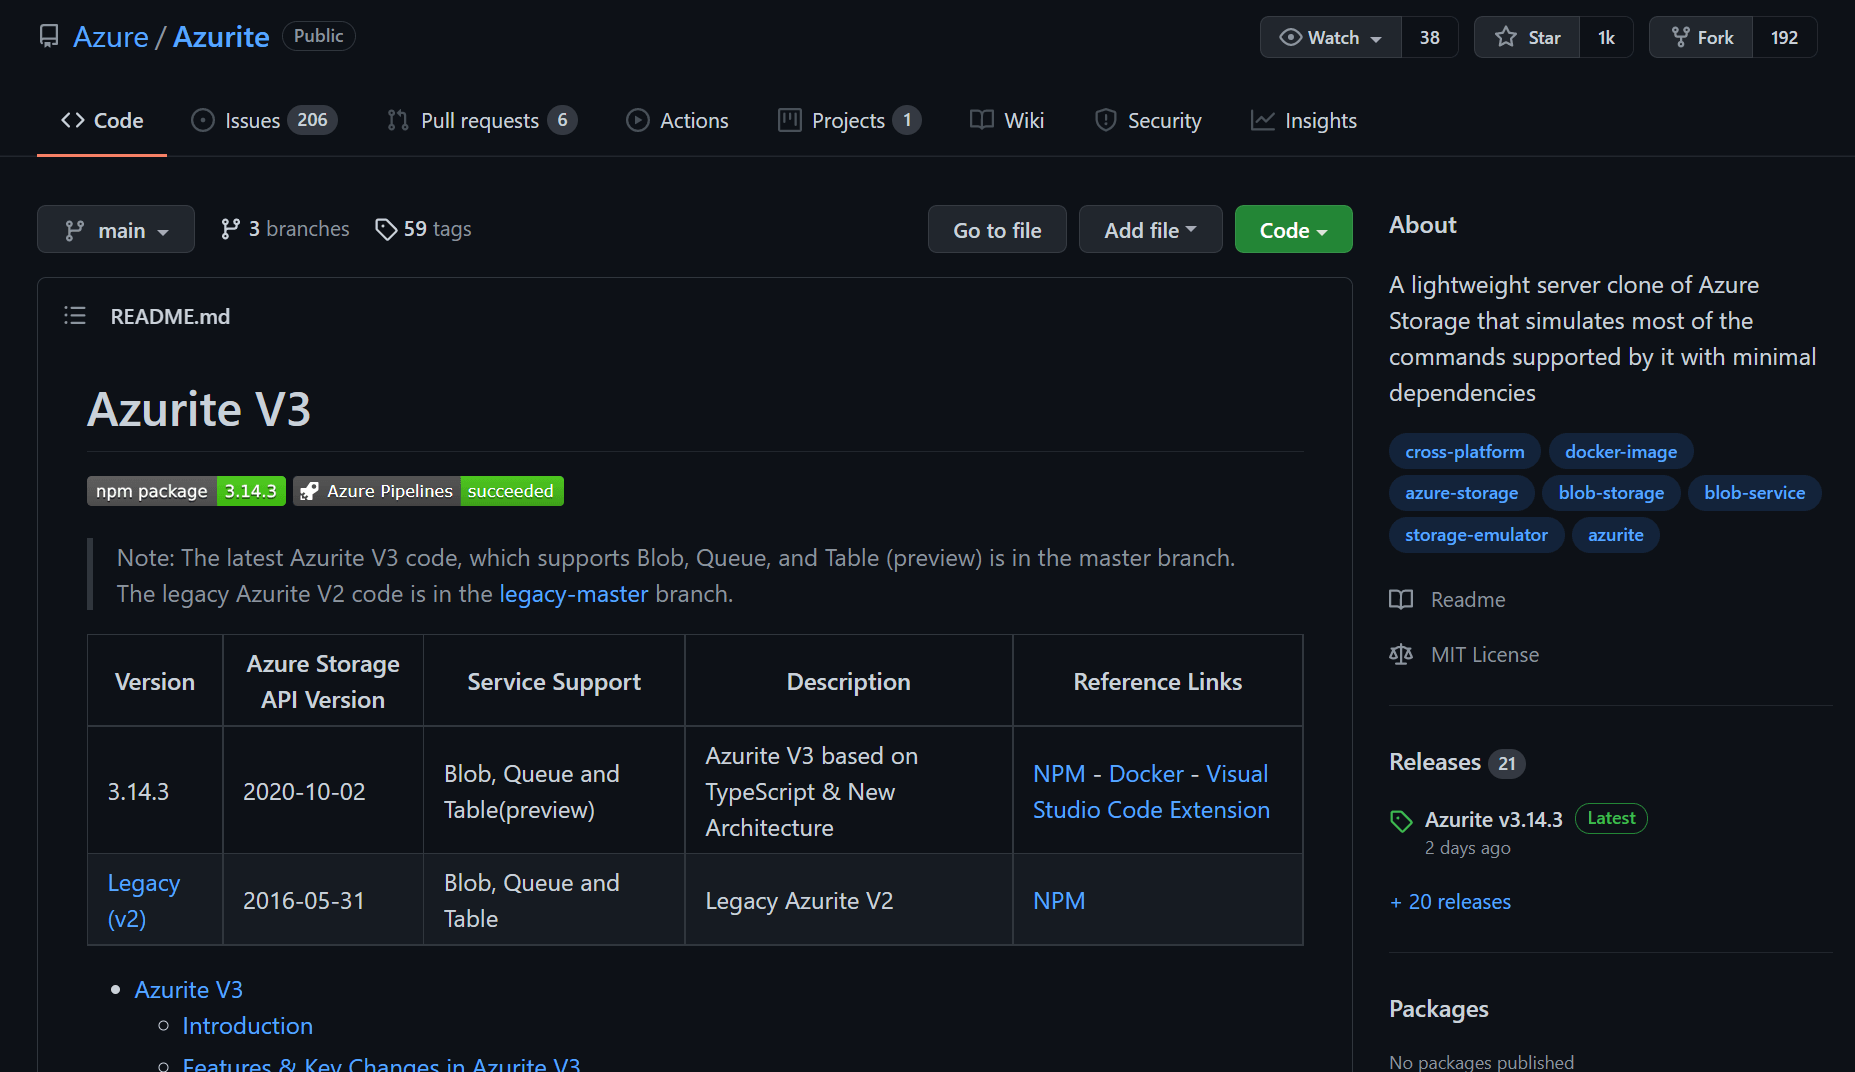 Azure / Azurite Public
Watch 38 Star 1k Fork 192
Code Issues 206 Pull requests 6 Actions Projects 1 Wiki Security Insights
main 3 branches 59 tags Go to file Add file Code
README.md
Azurite V3
npm package 3.14.3 Azure Pipelines succeeded
Note: The latest Azurite V3 code, which supports Blob, Queue, and Table (preview) is in the master branch.
The legacy Azurite V2 code is in the legacy-master branch.
Version
Azure Storage
API Version
Service Support
Description
Reference Links
3.14.3
2020-10-02
Blob, Queue and
Table(preview)
Azurite V3 based on
TypeScript & New
Architecture
NPM - Docker - Visual
Studio Code Extension
Legacy
(v2)
2016-05-31
Blob, Queue and
Table
Legacy Azurite V2
NPM
Azurite V3
Introduction
Features & Key Changes in Azurite V3
About
A lightweight server clone of Azure
Storage that simulates most of the
commands supported by it with minimal
dependencies
cross-platform docker-image
azure-storage blob-storage blob-service
storage-emulator azurite
Readme
MIT License
Releases 21
Azurite v3.14.3 Latest
2 days ago
+ 20 releases
Packages
No packages published